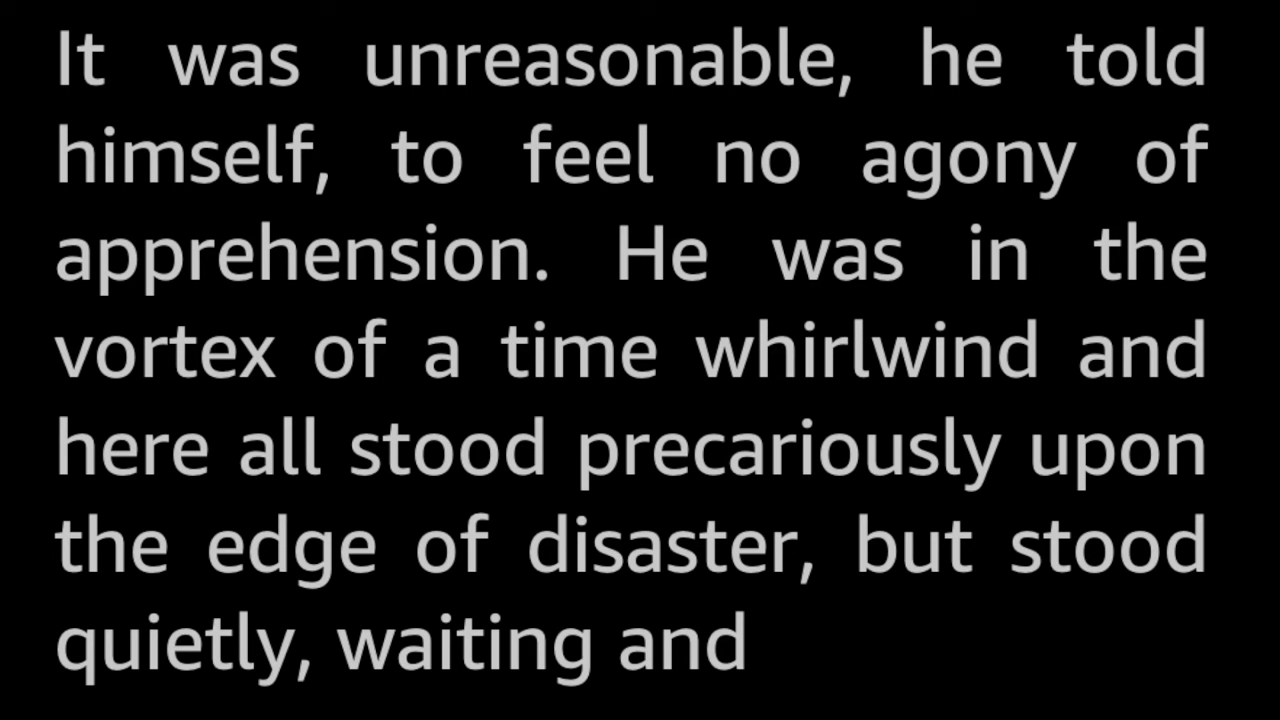 It was unreasonable, he told
himself, to feel no agony of
apprehension. He was in the
vortex of a time whirlwind and
here all stood precariously upon
the edge of disaster, but stood
quietly, waiting and